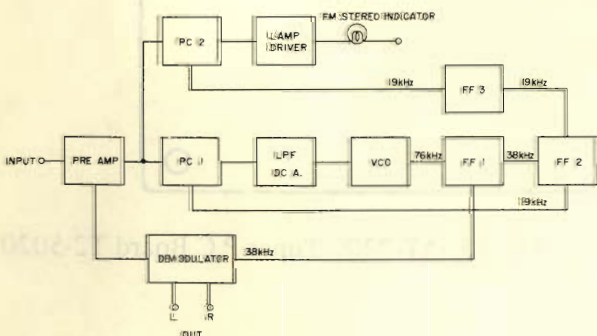 FM STEREO INDICATOR
PC 2
LAMP
DRIVER
19kHz
FF 3
19kHz
INPUT
PRE AMP
PC 1
LPF
DC A.
VCO
76kHz
FF 1
38kHz
FF 2
19kHz
DEMODULATOR
38kHz
L
R
OUT